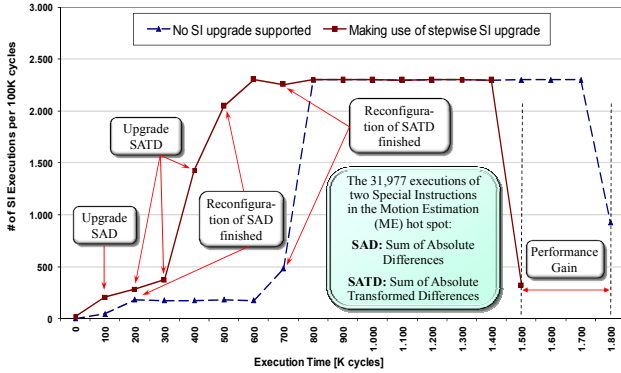 No SI upgrade supported
Making use of stepwise SI upgrade
# of SI Executions per 100K cycles
3.000
2.500
2.000
1.500
1.000
500
0
Upgrade
SATD
Upgrade
SAD
Reconfigura-
tion of SAD
finished
Reconfigura-
tion of SATD
finished
The 31,977 executions of
two Special Instructions
in the Motion Estimation
(ME) hot spot:
SAD: Sum of Absolute
Differences
SATD: Sum of Absolute
Transformed Differences
Performance
Gain
0
100
200
300
400
500
600
700
800
900
1.000
1.100
1.200
1.300
1.400
1.500
1.600
1.700
1.800
Execution Time [K cycles]